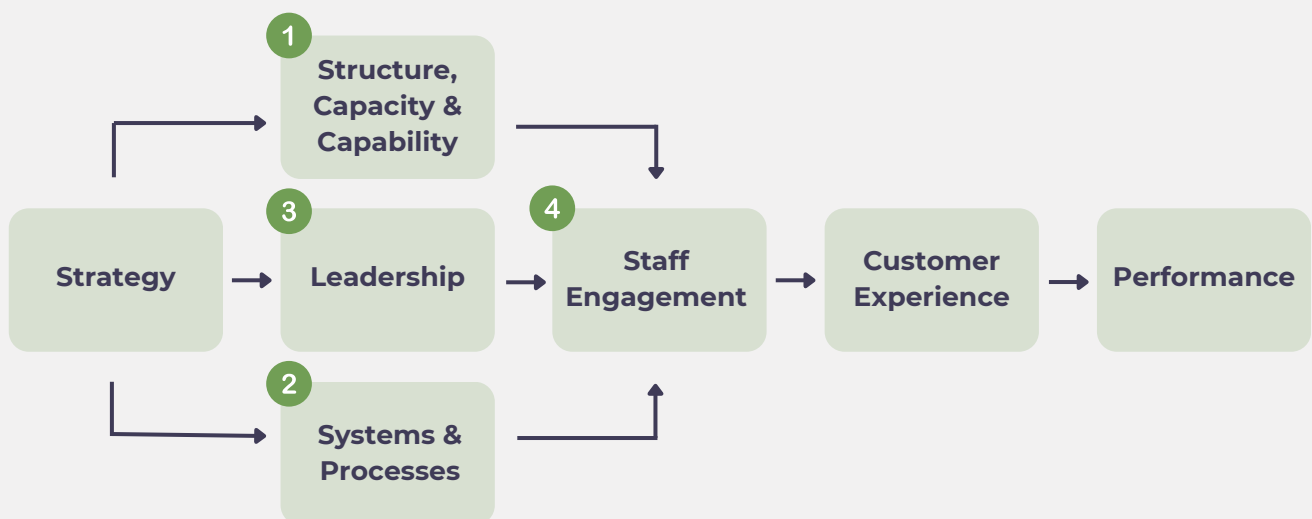 1
Structure,
Capacity &
Capability
Strategy
3
Leadership
4
Staff
Engagement
Customer
Experience
Performance
2
Systems &
Processes